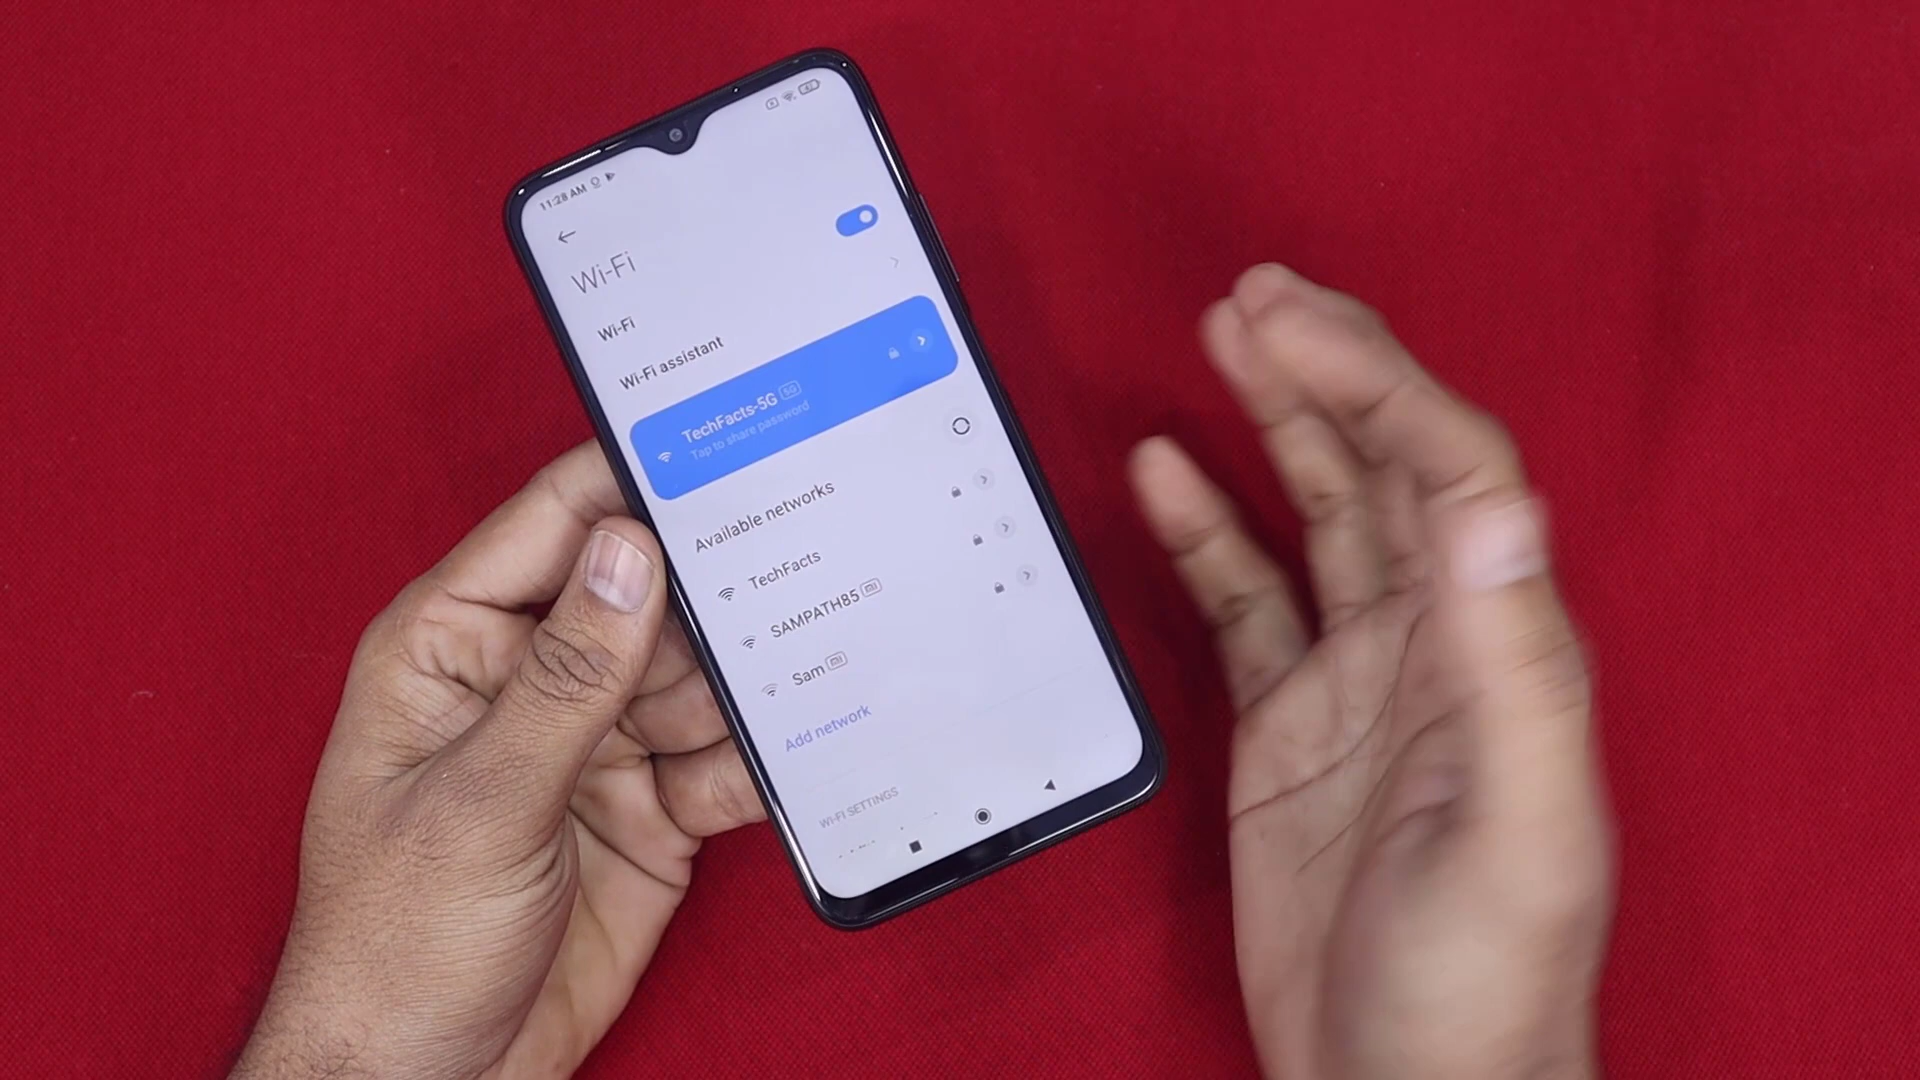 11:28 AM
Wi-Fi
Wi-Fi
Wi-Fi assistant
TechFacts-5G 5G
Tap to share password
Available networks
TechFacts
SAMPATH85
Sam
Add network
WI-FI SETTINGS